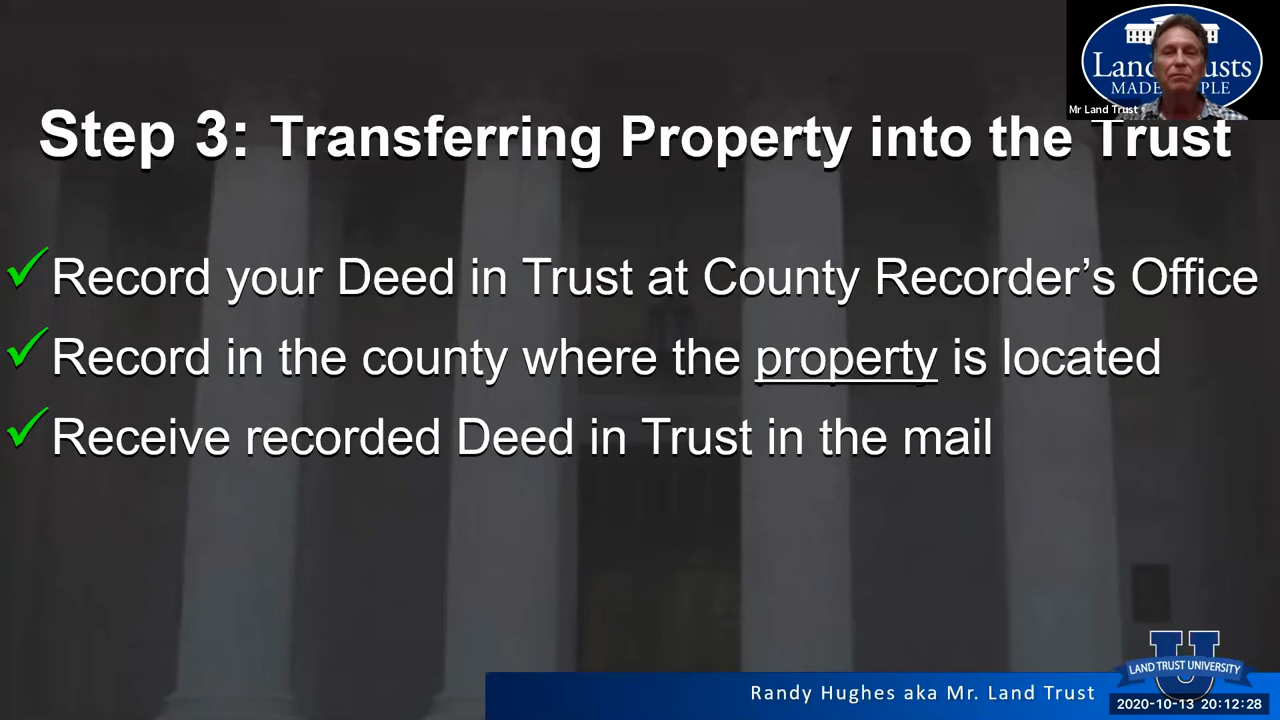 Land usts
MADE PLE
Mr Land Trust
Step 3: Transferring Property into the Trust
Record your Deed in Trust at County Recorder’s Office
Record in the county where the property is located
Receive recorded Deed in Trust in the mail
U
LAND TRUST UNIVERSITY
Randy Hughes aka Mr. Land Trust
2020-10-13 20:12:28